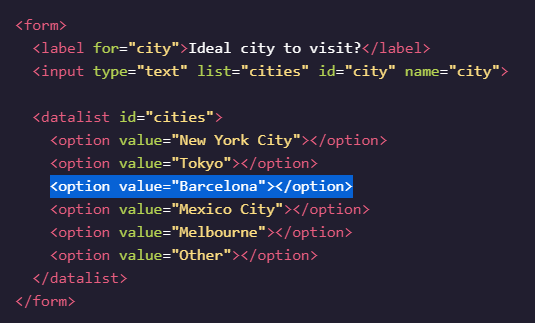 <form>
  <label for="city">Ideal city to visit?</label>
  <input type="text" list="cities" id="city" name="city">

  <datalist id="cities">
    <option value="New York City"></option>
    <option value="Tokyo"></option>
    <option value="Barcelona"></option>
    <option value="Mexico City"></option>
    <option value="Melbourne"></option>
    <option value="Other"></option>
  </datalist>
</form>